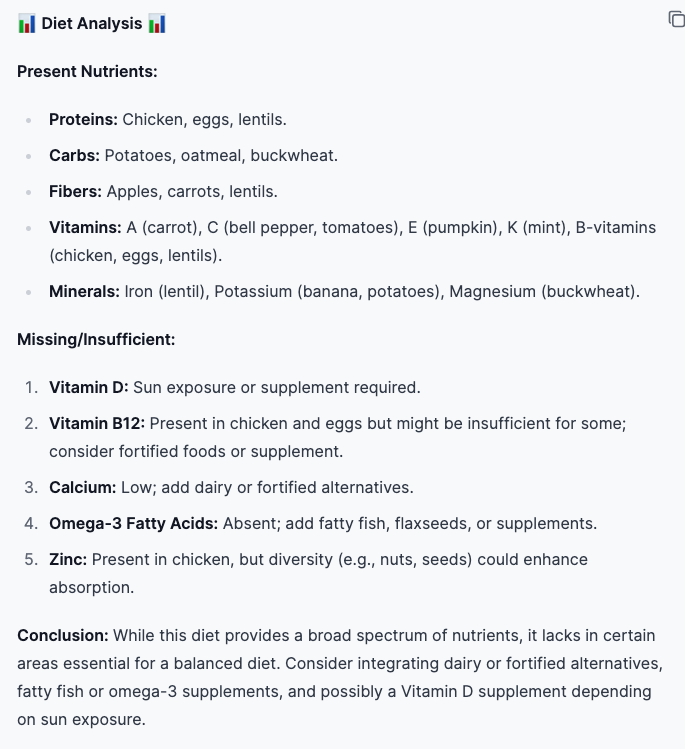 📊 Diet Analysis 📊
Present Nutrients:
Proteins: Chicken, eggs, lentils.
Carbs: Potatoes, oatmeal, buckwheat.
Fibers: Apples, carrots, lentils.
Vitamins: A (carrot), C (bell pepper, tomatoes), E (pumpkin), K (mint), B-vitamins
(chicken, eggs, lentils).
Minerals: Iron (lentil), Potassium (banana, potatoes), Magnesium (buckwheat).
Missing/Insufficient:
1. Vitamin D: Sun exposure or supplement required.
2. Vitamin B12: Present in chicken and eggs but might be insufficient for some;
consider fortified foods or supplement.
3. Calcium: Low; add dairy or fortified alternatives.
4. Omega-3 Fatty Acids: Absent; add fatty fish, flaxseeds, or supplements.
5. Zinc: Present in chicken, but diversity (e.g., nuts, seeds) could enhance
absorption.
Conclusion: While this diet provides a broad spectrum of nutrients, it lacks in certain
areas essential for a balanced diet. Consider integrating dairy or fortified alternatives,
fatty fish or omega-3 supplements, and possibly a Vitamin D supplement depending
on sun exposure.